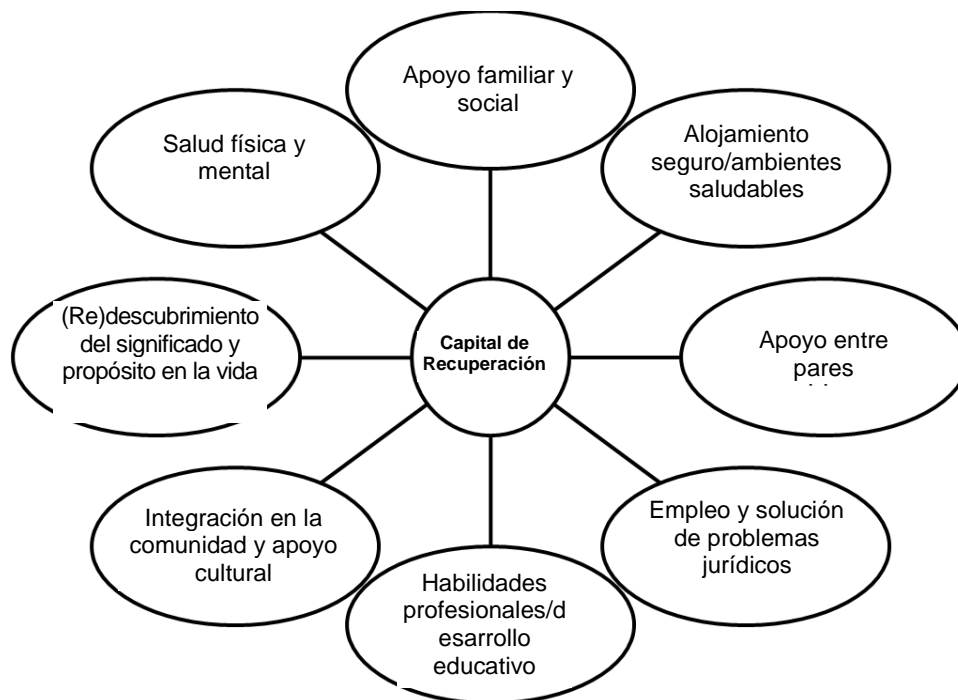 Apoyo familiar y
social
Salud física y
mental
Alojamiento
seguro/ambientes
saludables
(Re)descubrimiento
del significado y
propósito en la vida
Capital de
Recuperación
Apoyo entre
pares
Integración en la
comunidad y apoyo
cultural
Empleo y solución
de problemas
jurídicos
Habilidades
profesionales/d
esarrollo
educativo